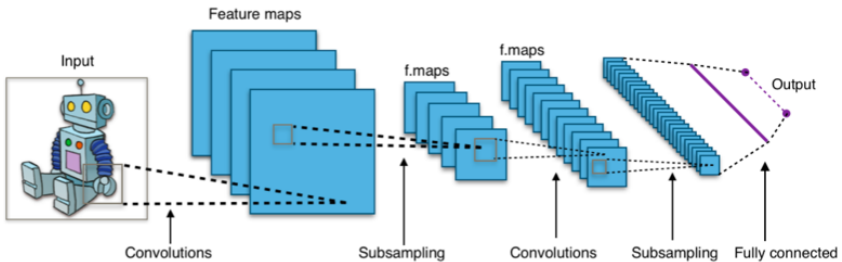 Feature maps
Input
f.maps
f.maps
Output
Convolutions
Subsampling
Convolutions
Subsampling
Fully connected